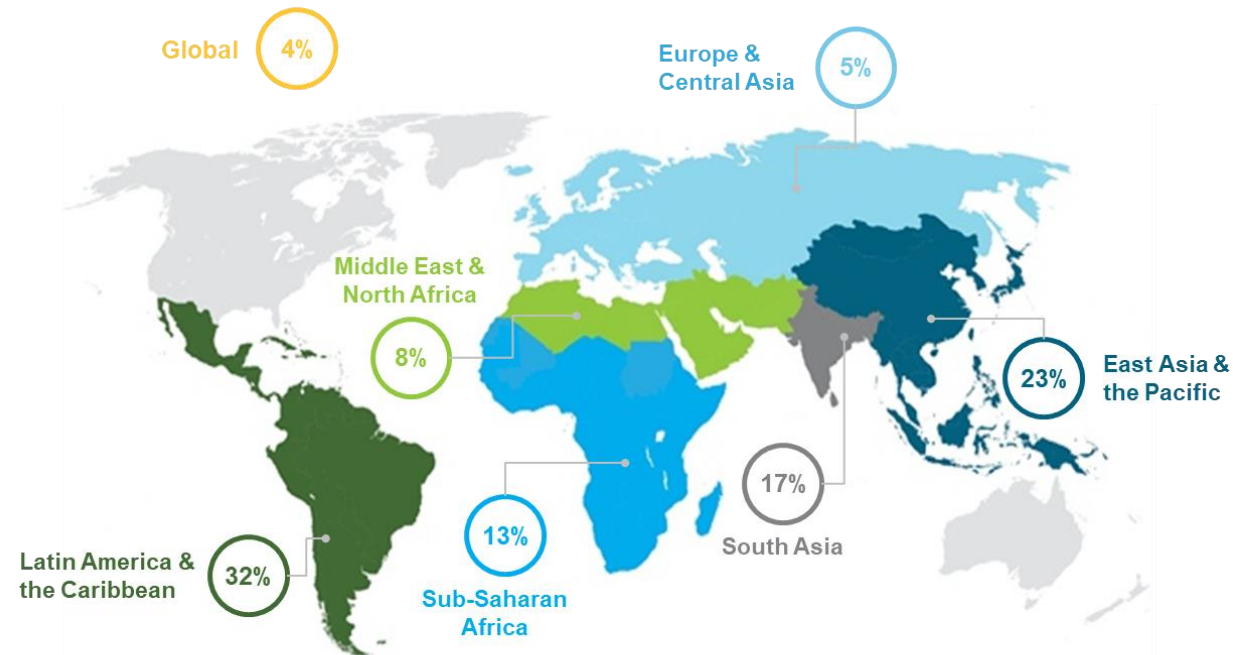 Global
4%
Europe &
Central Asia
5%
Middle East &
North Africa
8%
23%
East Asia &
the Pacific
17%
South Asia
13%
Sub-Saharan
Africa
Latin America &
the Caribbean
32%